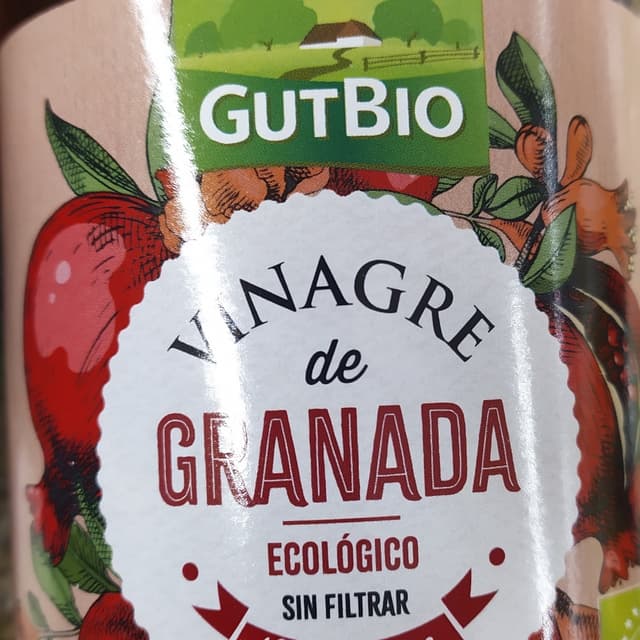 GUTBIO
VINAGRE
de
GRANADA
ECOLÓGICO
SIN FILTRAR